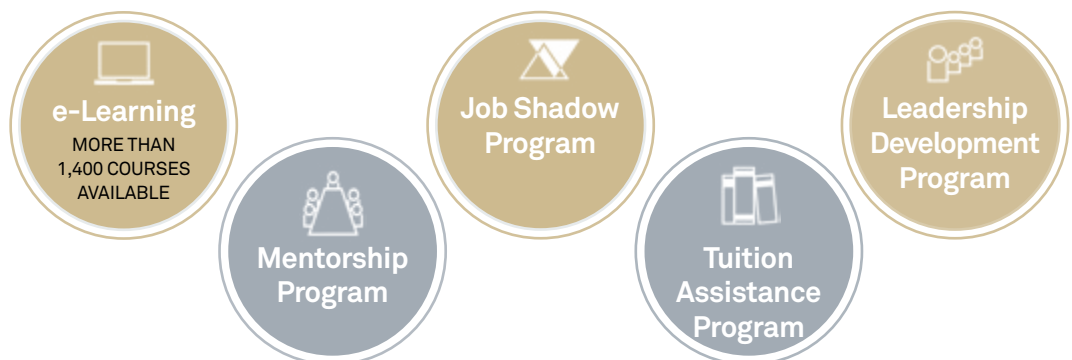 e-Learning
MORE THAN
1,400 COURSES
AVAILABLE
Mentorship
Program
Job Shadow
Program
Tuition
Assistance
Program
Leadership
Development
Program